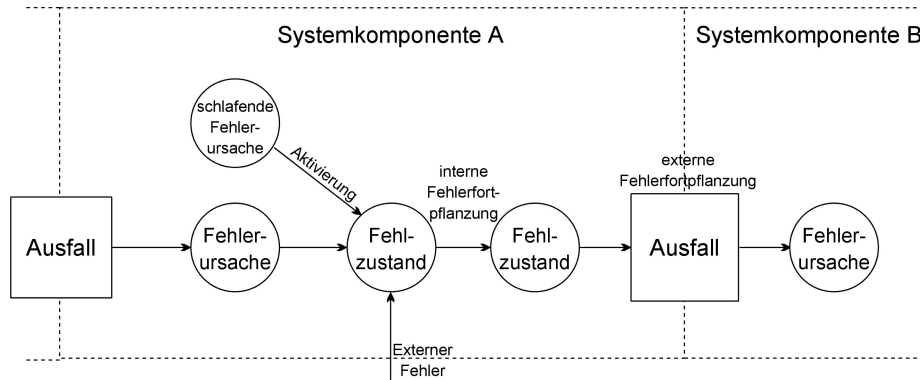 Systemkomponente A
Systemkomponente B
schlafende
Fehler-
ursache
Aktivierung
interne
Fehlerfort-
pflanzung
externe
Fehlerfortpflanzung
Ausfall
Fehler-
ursache
Fehl-
zustand
Fehl-
zustand
Ausfall
Fehler-
ursache
Externer
Fehler